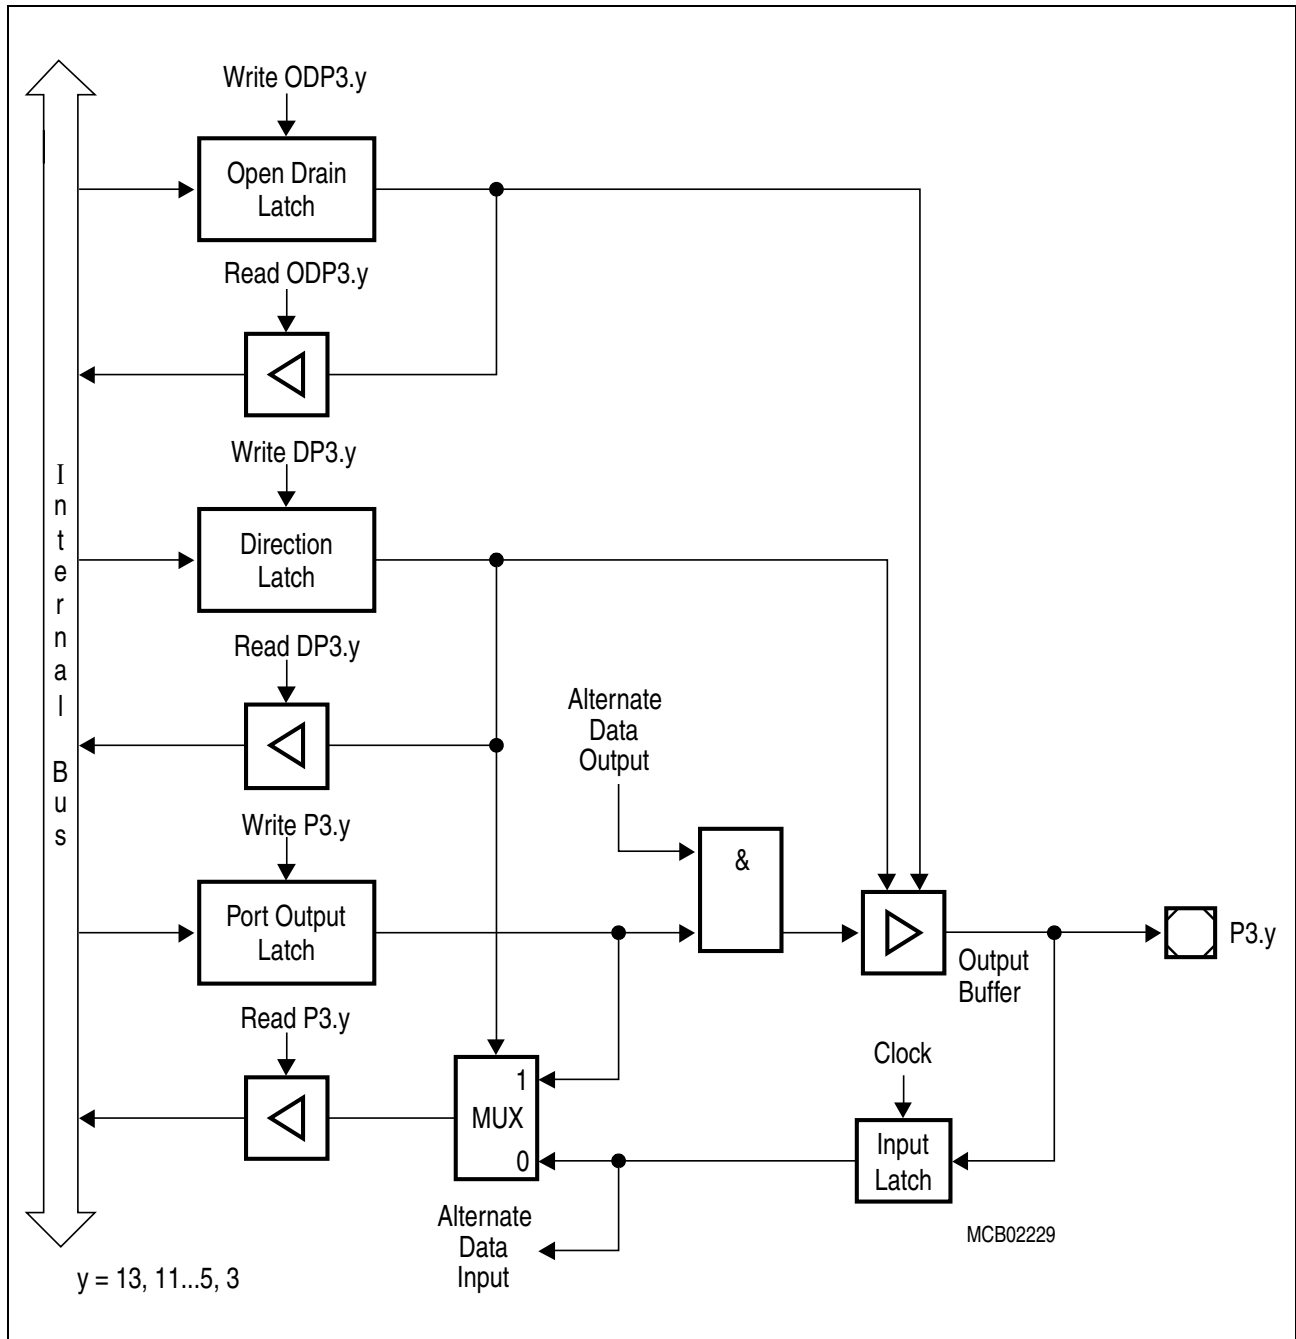 Write ODP3.y
Open Drain
Latch
Read ODP3.y
Write DP3.y
Internal Bus
Direction
Latch
Read DP3.y
Alternate
Data
Output
Write P3.y
&
Port Output
Latch
P3.y
Output
Buffer
Read P3.y
Clock
1
MUX
0
Input
Latch
Alternate
Data
Input
MCB02229
y = 13, 11...5, 3